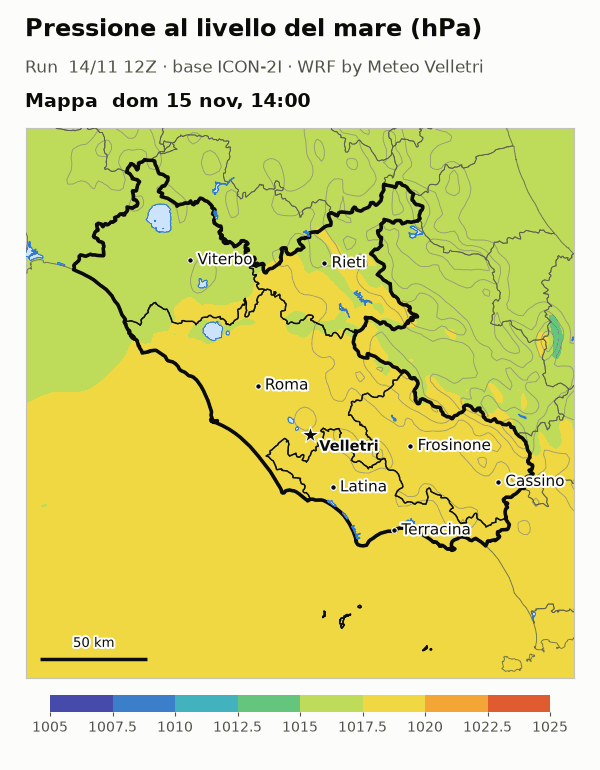 Pressione al livello del mare (hPa)
Run 14/11 12Z · base ICON-2I · WRF by Meteo Velletri
Mappa dom 15 nov, 14:00
Viterbo
Rieti
Roma
Velletri
Frosinone
Latina
Cassino
Terracina
50 km
1005 1007.5 1010 1012.5 1015 1017.5 1020 1022.5 1025